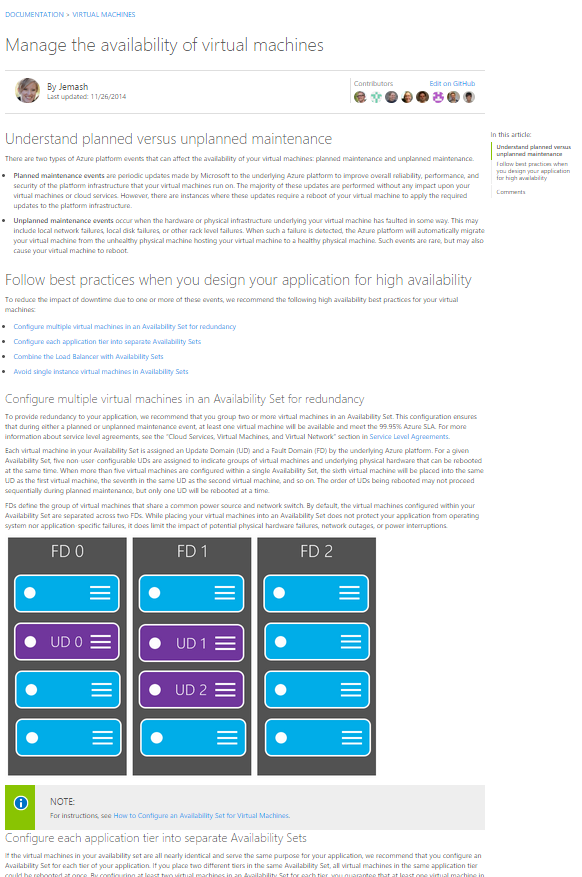 DOCUMENTATION > VIRTUAL MACHINES
Manage the availability of virtual machines
By Jemash
Last updated: 11/26/2014
Contributors
Edit on GitHub
In this article:
Understand planned versus unplanned
maintenance
Follow best practices when
you design your application
for high availability
Comments
Understand planned versus unplanned maintenance
There are two types of Azure platform events that can affect the availability of your virtual machines: planned maintenance and unplanned maintenance.
Planned maintenance events are periodic updates made by Microsoft to the underlying Azure platform to improve overall reliability, performance, and
security of the platform infrastructure that your virtual machines run on. The majority of these updates are performed without any impact upon your
virtual machines or cloud services. However, there are instances where these updates require a reboot of your virtual machine to apply the required
updates to the platform infrastructure.
Unplanned maintenance events occur when the hardware or physical infrastructure underlying your virtual machine has faulted in some way. This may
include local network failures, local disk failures, or other rack level failures. When such a failure is detected, the Azure platform will automatically migrate
your virtual machine from the unhealthy physical machine hosting your virtual machine to a healthy physical machine. Such events are rare, but may also
cause your virtual machine to reboot.
Follow best practices when you design your application for high availability
To reduce the impact of downtime due to one or more of these events, we recommend the following high availability best practices for your virtual
machines:
Configure multiple virtual machines in an Availability Set for redundancy
Configure each application tier into separate Availability Sets
Combine the Load Balancer with Availability Sets
Avoid single instance virtual machines in Availability Sets
Configure multiple virtual machines in an Availability Set for redundancy
To provide redundancy to your application, we recommend that you group two or more virtual machines in an Availability Set. This configuration ensures
that during either a planned or unplanned maintenance event, at least one virtual machine will be available and meet the 99.95% Azure SLA. For more
information about service level agreements, see the "Cloud Services, Virtual Machines, and Virtual Network" section in Service Level Agreements.
Each virtual machine in your Availability Set is assigned an Update Domain (UD) and a Fault Domain (FD) by the underlying Azure platform. For a given
Availability Set, five non-user-configurable UDs are assigned to indicate groups of virtual machines and underlying physical hardware that can be rebooted
at the same time. When more than five virtual machines are configured within a single Availability Set, the sixth virtual machine will be placed into the same
UD as the first virtual machine, the seventh in the same UD as the second virtual machine, and so on. The order of UDs being rebooted may not proceed
sequentially during planned maintenance, but only one UD will be rebooted at a time.
FDs define the group of virtual machines that share a common power source and network switch. By default, the virtual machines configured within your
Availability Set are separated across two FDs. While placing your virtual machines into an Availability Set does not protect your application from operating
system nor application-specific failures, it does limit the impact of potential physical hardware failures, network outages, or power interruptions.
FD 0
FD 1
FD 2
UD 0
UD 1
UD 2
NOTE:
For instructions, see How to Configure an Availability Set for Virtual Machines.
Configure each application tier into separate Availability Sets
If the virtual machines in your availability set are all nearly identical and serve the same purpose for your application, we recommend that you configure an
Availability Set for each tier of your application. If you place two different tiers in the same Availability Set, all virtual machines in the same application tier
could be rebooted at once. By configuring at least two virtual machines in an Availability Set for each tier, you guarantee that at least one virtual machine in